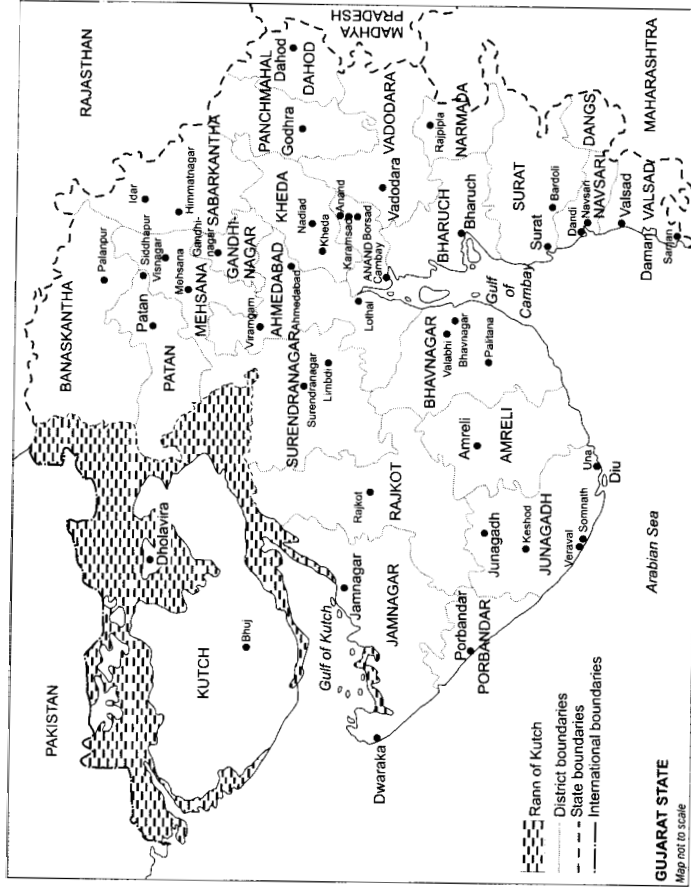 PAKISTAN
RAJASTHAN
BANASKANTHA
Palanpur
Idar
Patan
Siddhapur
Visnagar
Dholavira
PATAN
Mehsana
Himmatnagar
MEHSANA
Gandhi-
nagar
SABARKANTHA
KUTCH
Bhuj
GANDHI-
NAGAR
Viramgam
PANCHMAHAL
Dahod
DAHOD
Godhra
AHMEDABAD
Ahmedabad
KHEDA
Nadiad
Kheda
SURENDRANAGAR
Surendranagar
Limbdi
Gulf of Kutch
Jamnagar
Rajkot
Anand
Karamsad
Borsad
ANAND
Cambay
Lothal
MADHYA
PRADESH
VADODARA
Vadodara
Dwaraka
JAMNAGAR
RAJKOT
BHAVNAGAR
Valabhi
Bhavnagar
Palitana
BHARUCH
Bharuch
Rajpipla
NARMADA
Amreli
AMRELI
Gulf
of
Cambay
Porbandar
PORBANDAR
Junagadh
Keshod
JUNAGADH
Veraval
Somnath
Una
Diu
SURAT
Surat
Bardoli
Dandi
Navsari
NAVSARI
DANGS
Valsad
Daman
VALSAD
Sanjan
MAHARASHTRA
Arabian Sea
Rann of Kutch
District boundaries
State boundaries
International boundaries
GUJARAT STATE
Map not to scale